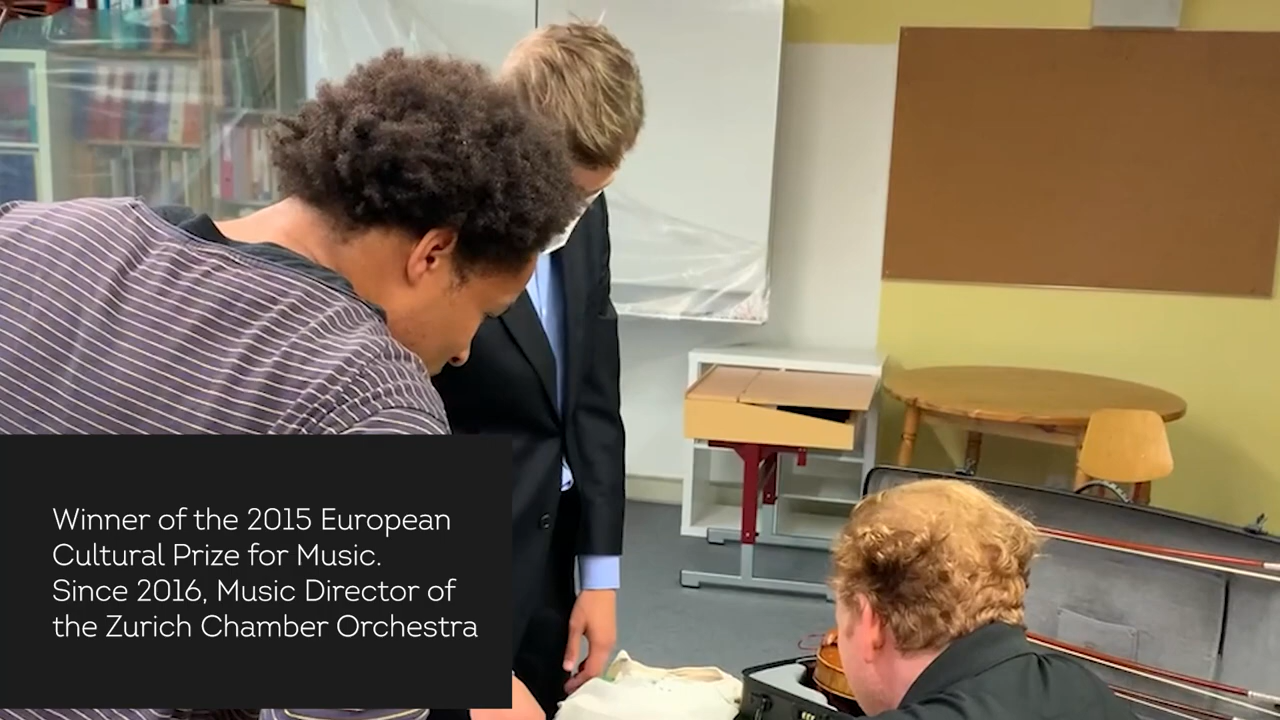 Winner of the 2015 European
Cultural Prize for Music.
Since 2016, Music Director of
the Zurich Chamber Orchestra